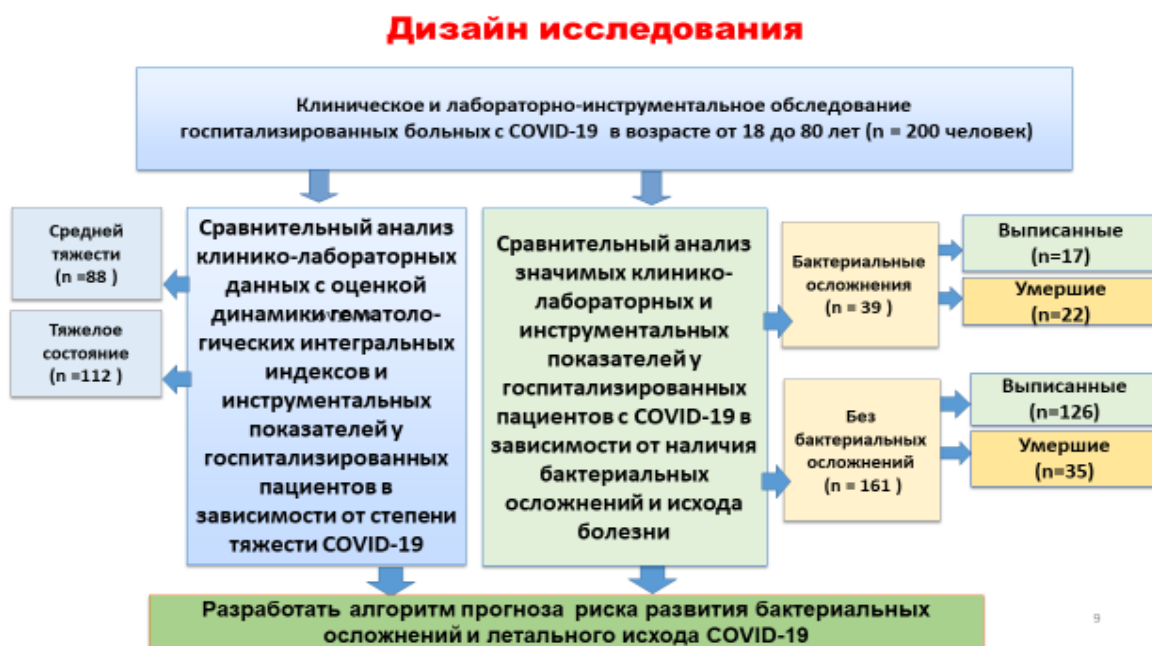 Дизайн исследования
Клиническое и лабораторно-инструментальное обследование
госпитализированных больных с COVID-19 в возрасте от 18 до 80 лет (n = 200 человек)
Средней
тяжести
(n =88 )
Тяжелое
состояние
(n =112 )
Сравнительный анализ
клинико-лабораторных
данных с оценкой
динамики гематоло-
гических интегральных
индексов и
инструментальных
показателей у
госпитализированных
пациентов в
зависимости от степени
тяжести COVID-19
Сравнительный анализ
значимых клинико-
лабораторных и
инструментальных
показателей у
госпитализированных
пациентов с COVID-19 в
зависимости от наличия
бактериальных
осложнений и исхода
болезни
Бактериальные
осложнения
(n = 39 )
Выписанные
(n=17)
Умершие
(n=22)
Без
бактериальных
осложнений
(n = 161 )
Выписанные
(n=126)
Умершие
(n=35)
Разработать алгоритм прогноза риска развития бактериальных
осложнений и летального исхода COVID-19
9